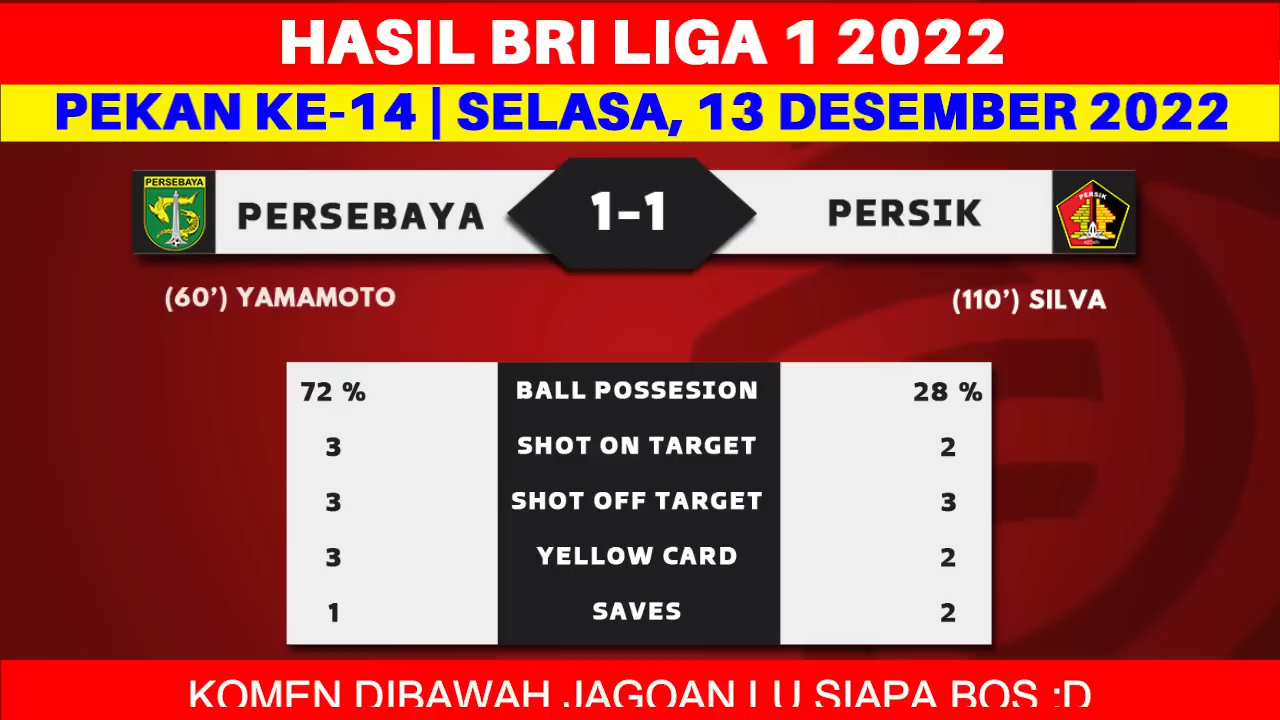 HASIL BRI LIGA 1 2022
PEKAN KE-14 | SELASA, 13 DESEMBER 2022
PERSEBAYA
PERSEBAYA 1-1 PERSIK
PERSIK
(60’) YAMAMOTO (110’) SILVA
72 % BALL POSSESION 28 %
3 SHOT ON TARGET 2
3 SHOT OFF TARGET 3
3 YELLOW CARD 2
1 SAVES 2
KOMEN DIBAWAH JAGOAN LU SIAPA BOS :D